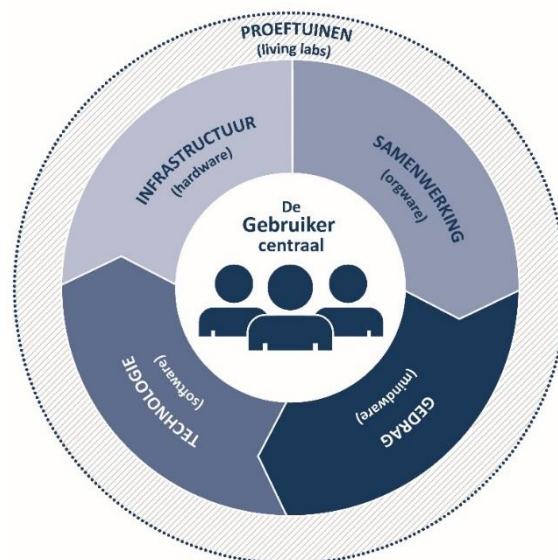 PROEFTUINEN
(living labs)
INFRASTRUCTUUR
(hardware)
SAMENWERKING
(orgware)
De
Gebruiker
centraal
TECHNOLOGIE
(software)
GEDRAG
(mindware)